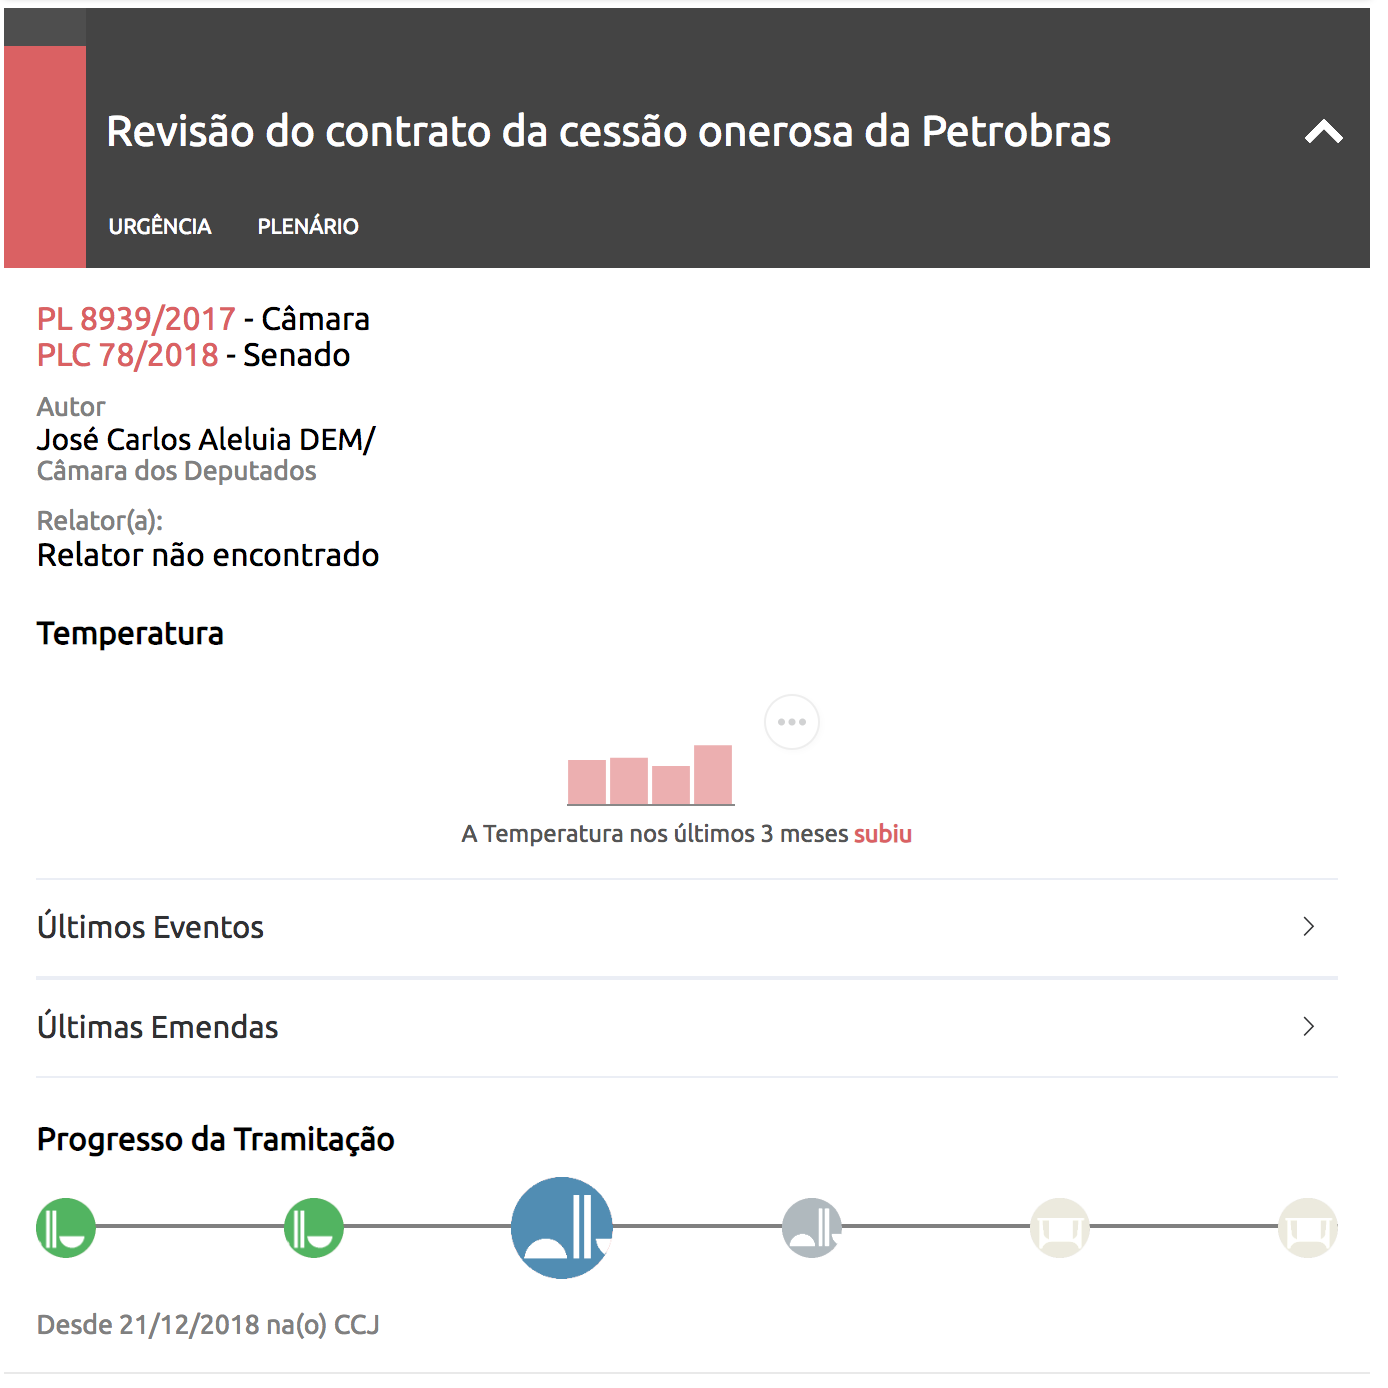 Revisão do contrato da cessão onerosa da Petrobras
URGÊNCIA PLENÁRIO
PL 8939/2017 - Câmara
PLC 78/2018 - Senado
Autor
José Carlos Aleluia DEM/
Câmara dos Deputados
Relator(a):
Relator não encontrado
Temperatura
A Temperatura nos últimos 3 meses subiu
Últimos Eventos
Últimas Emendas
Progresso da Tramitação
Desde 21/12/2018 na(o) CCJ